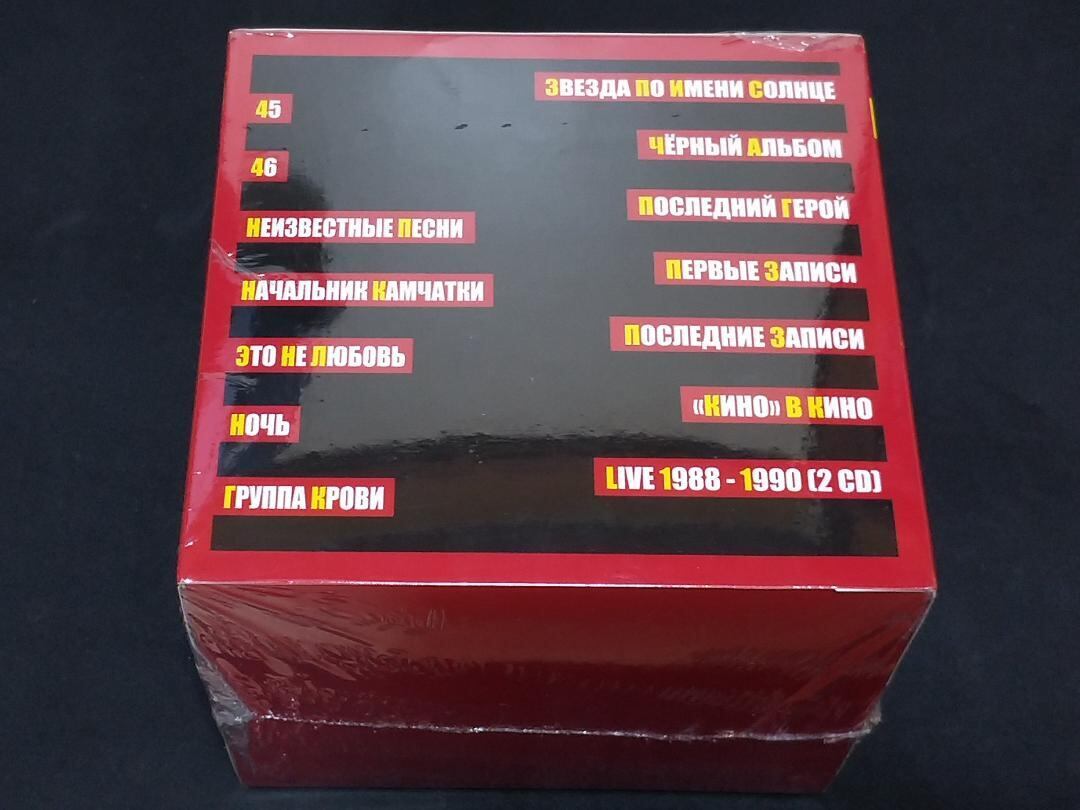 45
46
НЕИЗВЕСТНЫЕ ПЕСНИ
НАЧАЛЬНИК КАМЧАТКИ
ЭТО НЕ ЛЮБОВЬ
НОЧЬ
ГРУППА КРОВИ
ЗВЕЗДА ПО ИМЕНИ СОЛНЦЕ
ЧЁРНЫЙ АЛЬБОМ
ПОСЛЕДНИЙ ГЕРОЙ
ПЕРВЫЕ ЗАПИСИ
ПОСЛЕДНИЕ ЗАПИСИ
«КИНО» В КИНО
LIVE 1988 - 1990 (2 CD)